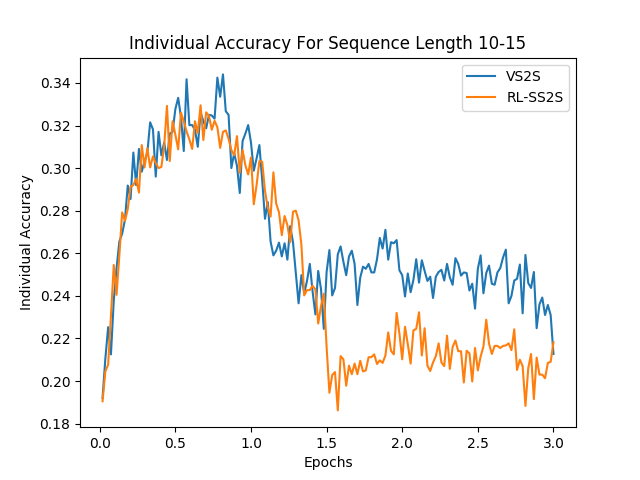 Individual Accuracy For Sequence Length 10-15
VS2S
RL-SS2S
0.34
0.32
0.30
0.28
0.26
0.24
0.22
0.20
0.18
Individual Accuracy
0.0 0.5 1.0 1.5 2.0 2.5 3.0
Epochs